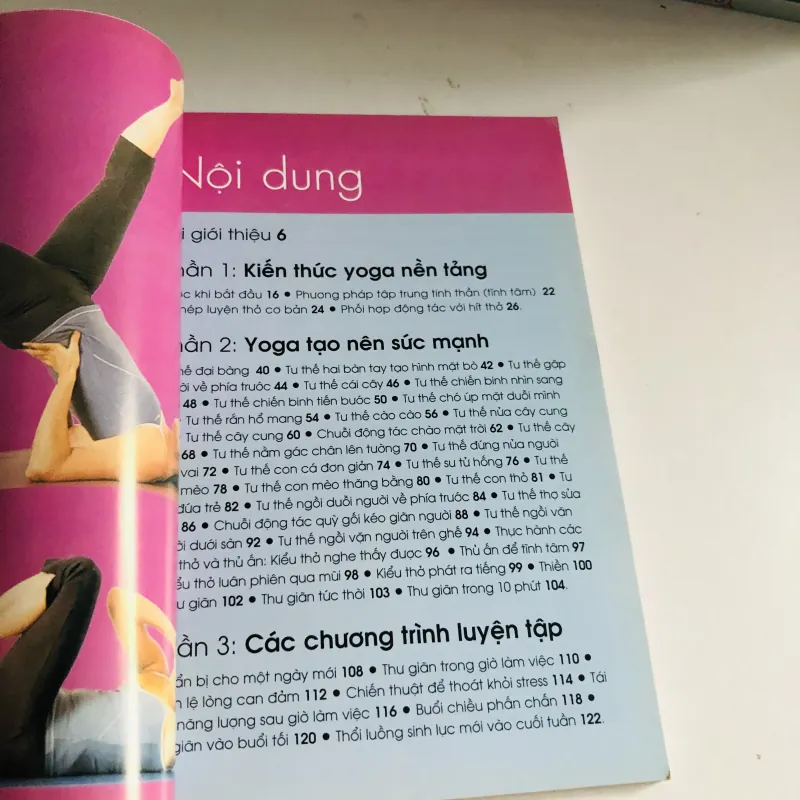 Nội dung
giới thiệu 6
1: Kiến thức yoga nền tảng
khi bắt đầu 16 • Phương pháp tập trung tinh thần (tĩnh tâm) 22
luyện thở cơ bản 24 • Phối hợp động tác với hít thở 26.
2: Yoga tạo nên sức mạnh
đại bàng 40 • Tư thế hai bàn tay tạo hình mặt bò 42 • Tư thế gập
về phía trước 44 • Tư thế cái cây 46 • Tư thế chiến binh nhìn sang
48 • Tư thế chiến binh tiến bước 50 • Tư thế chó úp mặt duỗi mình
Tư thế rắn hổ mang 54 • Tư thế cào cào 56 • Tư thế nửa cây cung
Tư thế cây cung 60 • Chuỗi động tác chào mặt trời 62 • Tư thế cây
68 • Tư thế nằm gác chân lên tường 70 • Tư thế đứng nửa người
vai 72 • Tư thế con cá đơn giản 74 • Tư thế sư tử hống 76 • Tư thế
mèo 78 • Tư thế con mèo thăng bằng 80 • Tư thế con thỏ 81 • Tư
đứa trẻ 82 • Tư thế ngồi duỗi người về phía trước 84 • Tư thế thợ sửa
86 • Chuỗi động tác quỳ gối kéo giãn người 88 • Tư thế ngồi vặn
dưới sàn 92 • Tư thế ngồi vặn người trên ghế 94 • Thực hành các
thở và thủ ấn: Kiểu thở nghe thấy được 96 • Thủ ấn để tĩnh tâm 97
thở luân phiên qua mũi 98 • Kiểu thở phát ra tiếng 99 • Thiền 100
giãn 102 • Thư giãn tức thời 103 • Thư giãn trong 10 phút 104.
3: Các chương trình luyện tập
bị cho một ngày mới 108 • Thư giãn trong giờ làm việc 110 •
lệ lòng can đảm 112 • Chiến thuật để thoát khỏi stress 114 • Tái
năng lượng sau giờ làm việc 116 • Buổi chiều phấn chấn 118 •
giãn vào buổi tối 120 • Thổi luồng sinh lực mới vào cuối tuần 122.